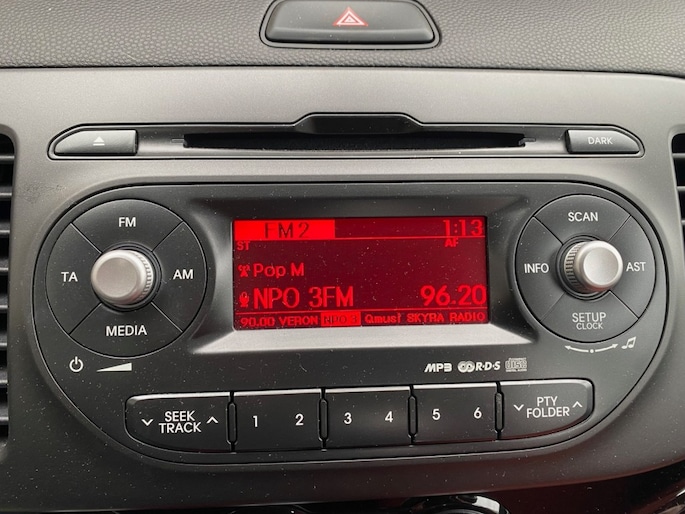 DARK
FM
TA
AM
MEDIA
FM2
1:13
ST
AF
Pop M
NPO 3FM
96.20
90.00 VERON NPO 3 Qmusi SKYRA RADIO
SCAN
INFO
AST
SETUP
CLOCK
MP3 R·D·S
SEEK
TRACK
1 2
3 4
5 6
PTY
FOLDER